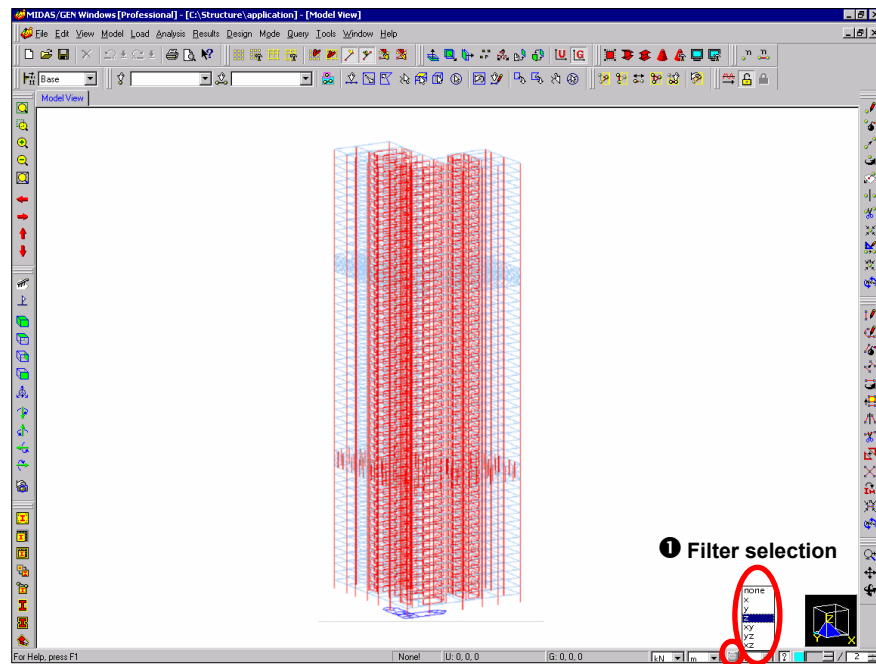 MIDAS/GEN Windows [Professional] - [C:\Structure\application] - [Model View]
File Edit View Model Load Analysis Results Design Mode Query Tools Window Help
Base
Model View
❶ Filter selection
none
x
y
z
xy
yz
xz
Z
Y X
For Help, press F1 Nonel U: 0, 0, 0 G: 0, 0, 0 kN m 2